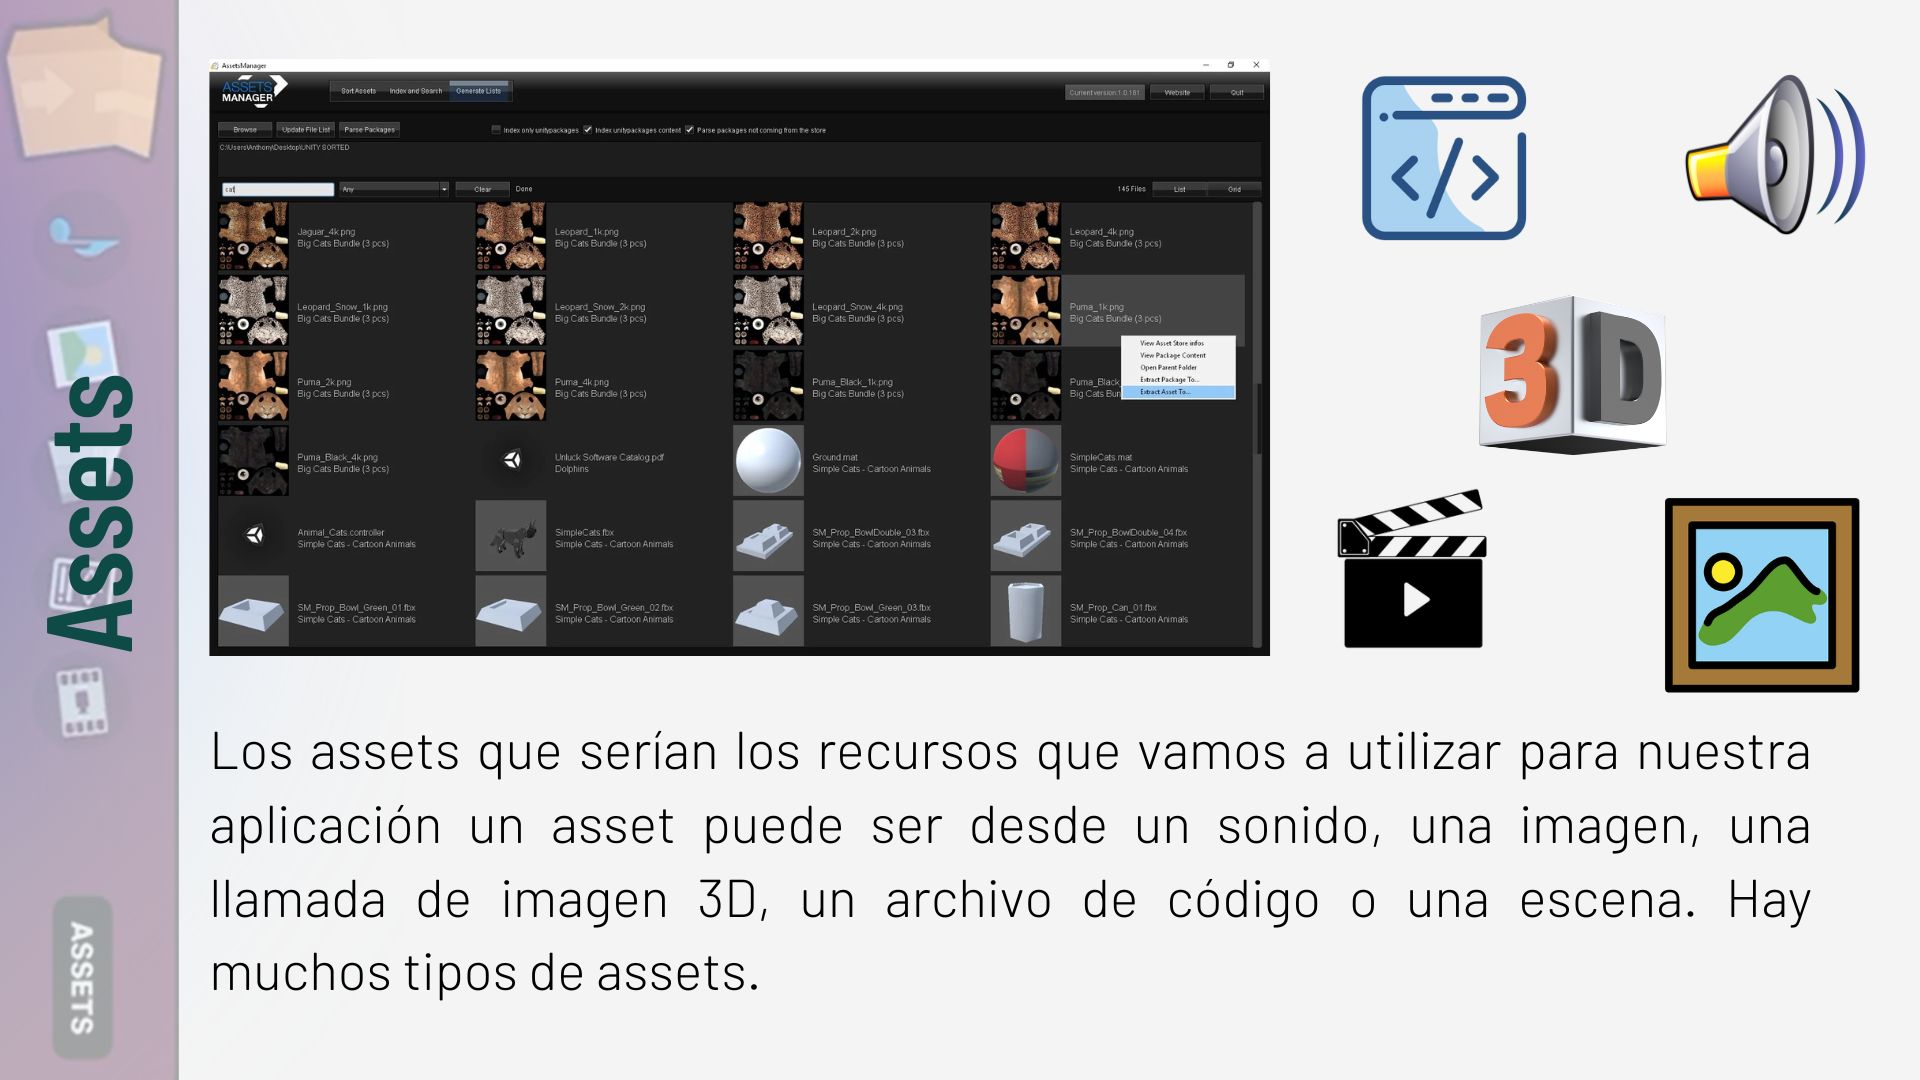 Assets
ASSETS
AssetsManager
ASSETS
MANAGER
Sort Assets Index and Search Generate Lists
Current version:1.0.181 Website Quit
Browse Update File List Parse Packages
Index only unitypackages Index unitypackages content Parse packages not coming from the store
C:\Users\Anthony\Desktop\UNITY SORTED
cat Any Clear Done 145 Files List Grid
Jaguar_4k.png Leopard_1k.png Leopard_2k.png Leopard_4k.png
Big Cats Bundle (3 pcs) Big Cats Bundle (3 pcs) Big Cats Bundle (3 pcs) Big Cats Bundle (3 pcs)
Leopard_Snow_1k.png Leopard_Snow_2k.png Leopard_Snow_4k.png Puma_1k.png
Big Cats Bundle (3 pcs) Big Cats Bundle (3 pcs) Big Cats Bundle (3 pcs) Big Cats Bundle (3 pcs)
View Asset Store infos
View Package Content
Open Parent Folder
Extract Package To...
Extract Asset To...
Puma_2k.png Puma_4k.png Puma_Black_1k.png Puma_Black
Big Cats Bundle (3 pcs) Big Cats Bundle (3 pcs) Big Cats Bundle (3 pcs) Big Cats Bun
Puma_Black_4k.png Unluck Software Catalog.pdf Ground.mat SimpleCats.mat
Big Cats Bundle (3 pcs) Dolphins Simple Cats - Cartoon Animals Simple Cats - Cartoon Animals
Animal_Cats.controller SimpleCats.fbx SM_Prop_BowlDouble_03.fbx SM_Prop_BowlDouble_04.fbx
Simple Cats - Cartoon Animals Simple Cats - Cartoon Animals Simple Cats - Cartoon Animals Simple Cats - Cartoon Animals
SM_Prop_Bowl_Green_01.fbx SM_Prop_Bowl_Green_02.fbx SM_Prop_Bowl_Green_03.fbx SM_Prop_Can_01.fbx
Simple Cats - Cartoon Animals Simple Cats - Cartoon Animals Simple Cats - Cartoon Animals Simple Cats - Cartoon Animals
</>
3D
Los assets que serían los recursos que vamos a utilizar para nuestra
aplicación un asset puede ser desde un sonido, una imagen, una
llamada de imagen 3D, un archivo de código o una escena. Hay
muchos tipos de assets.